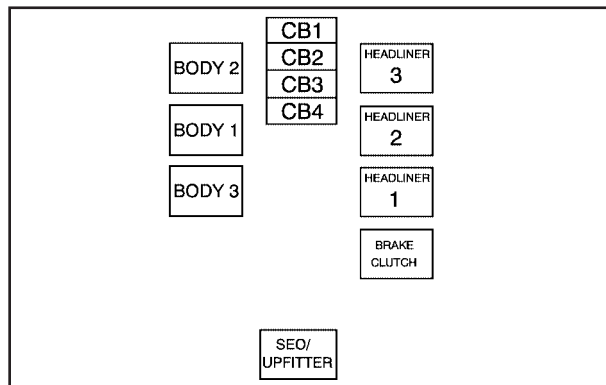 CB1
CB2
CB3
CB4
BODY 2
BODY 1
BODY 3
HEADLINER
3
HEADLINER
2
HEADLINER
1
BRAKE
CLUTCH
SEO/
UPFITTER